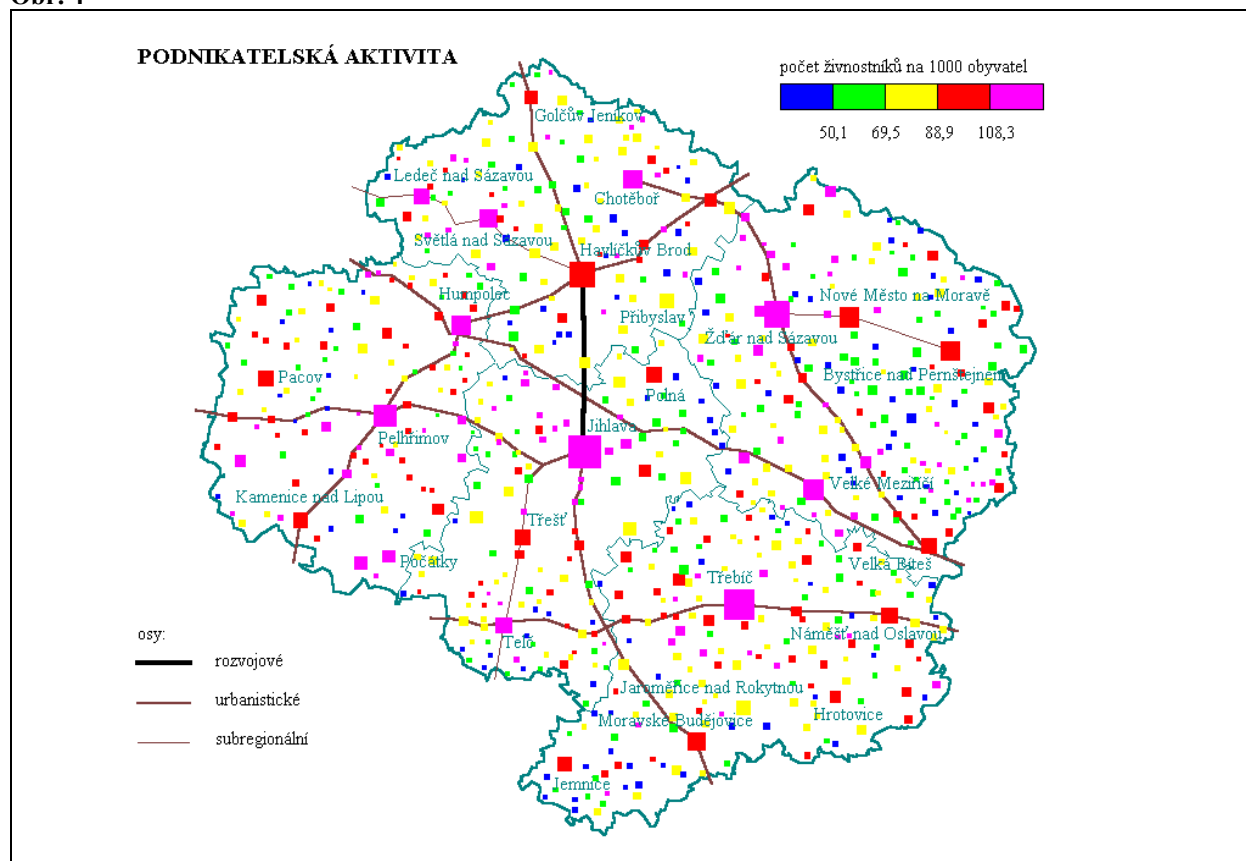 Obr. 4
PODNIKATELSKÁ AKTIVITA
počet živnostníků na 1000 obyvatel
50,1 69,5 88,9 108,3
Golčův Jeníkov
Ledeč nad Sázavou
Chotěboř
Světlá nad Sázavou
Havlíčkův Brod
Humpolec
Nové Město na Moravě
Přibyslav
Žďár nad Sázavou
Pacov
Bystřice nad Pernštejnem
Polná
Pelhřimov
Jihlava
Velké Meziříčí
Kamenice nad Lipou
Třešť
Počátky
Velká Bíteš
Třebíč
Náměšť nad Oslavou
Telč
Jaroměřice nad Rokytnou
Hrotovice
Moravské Budějovice
Jemnice
osy:
rozvojové
urbanistické
subregionální